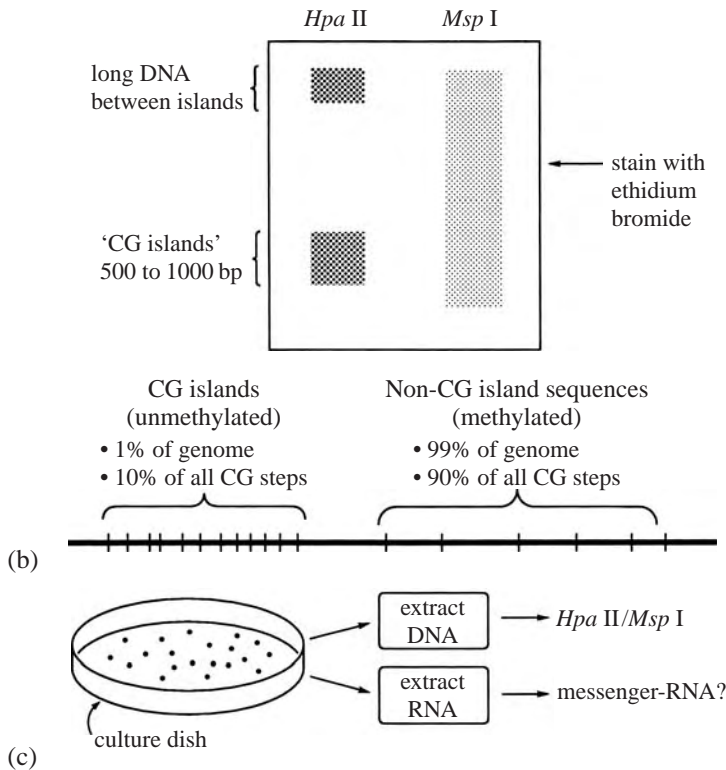 Hpa II
Msp I
long DNA
between islands
stain with
ethidium
bromide
‘CG islands’
500 to 1000 bp
CG islands
(unmethylated)
• 1% of genome
• 10% of all CG steps
Non-CG island sequences
(methylated)
• 99% of genome
• 90% of all CG steps
(b)
extract
DNA
Hpa II/Msp I
extract
RNA
messenger-RNA?
culture dish
(c)